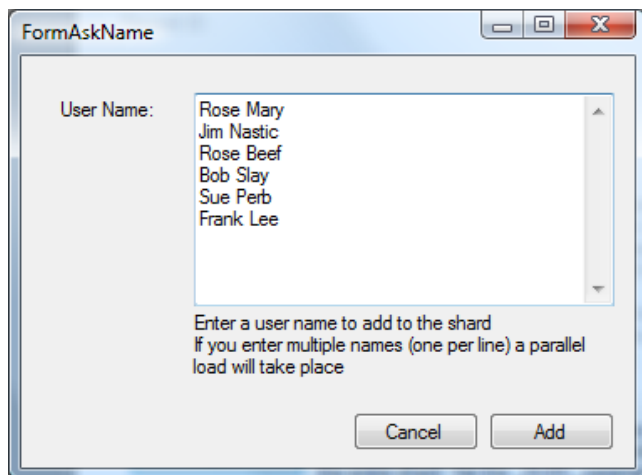 FormAskName
User Name:
Rose Mary
Jim Nastic
Rose Beef
Bob Slay
Sue Perb
Frank Lee
Enter a user name to add to the shard
If you enter multiple names (one per line) a parallel
load will take place
Cancel
Add